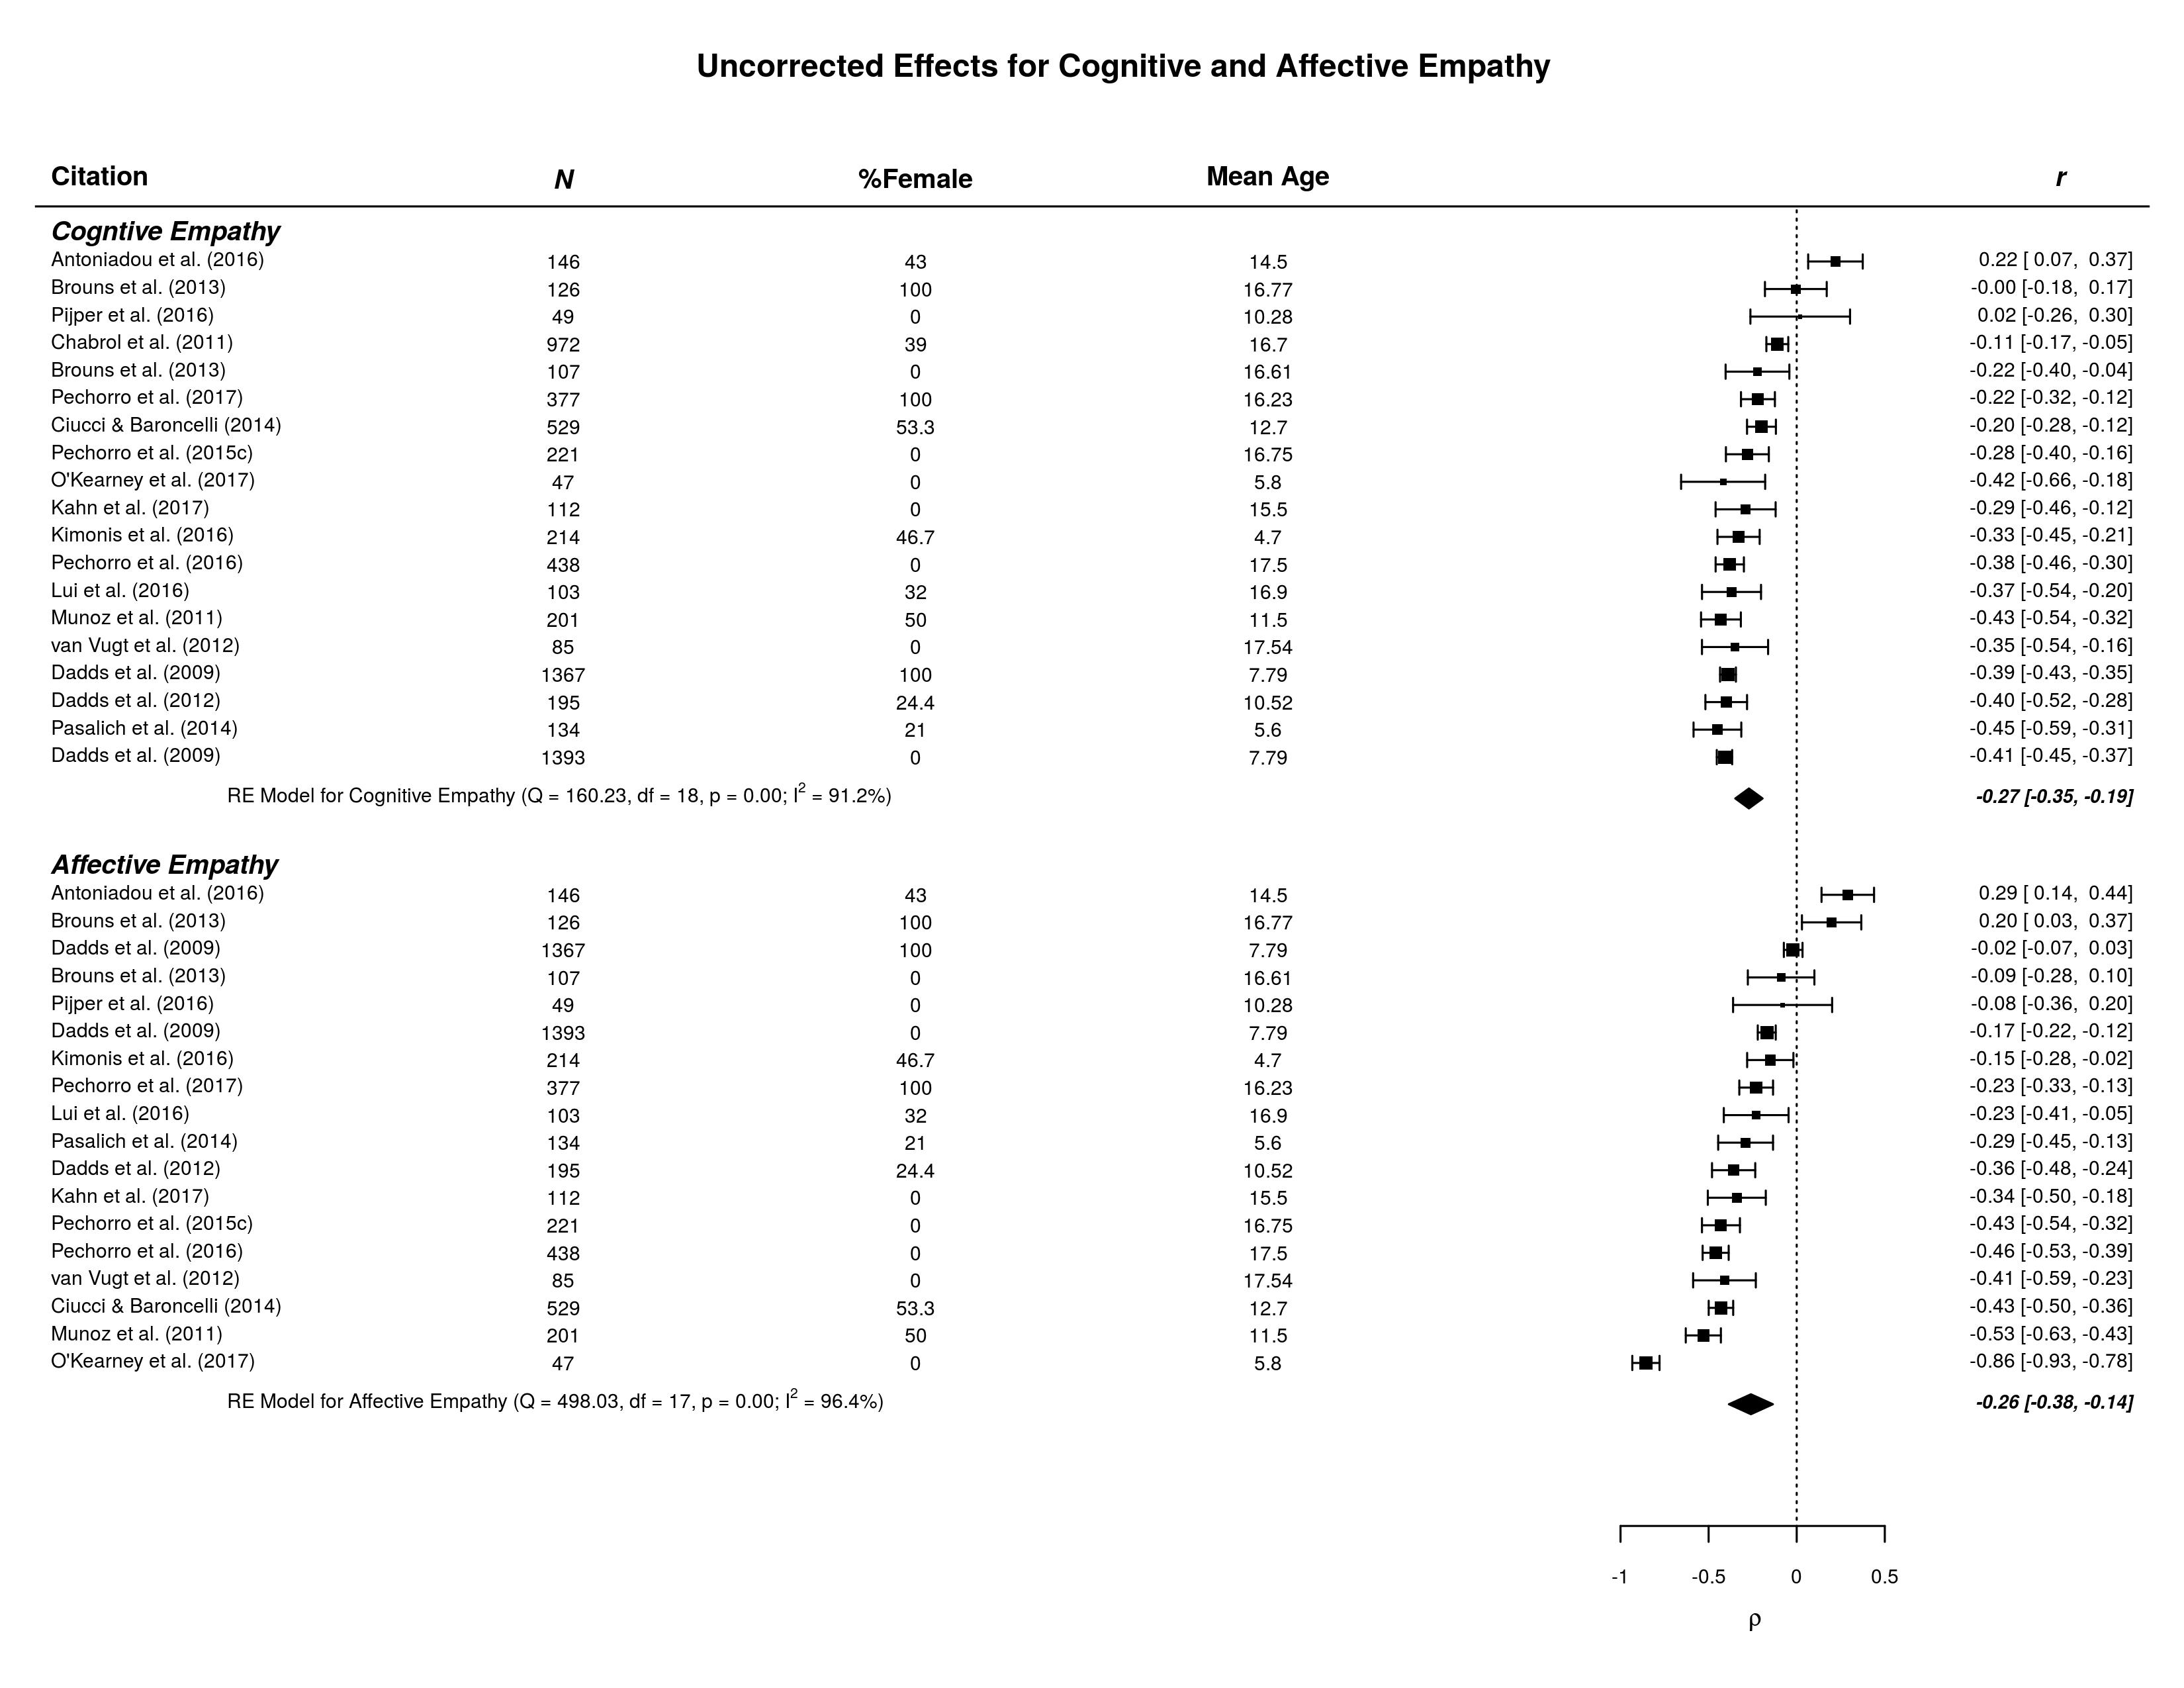 Uncorrected Effects for Cognitive and Affective Empathy
Citation N %Female Mean Age r
Cogntive Empathy
Antoniadou et al. (2016) 146 43 14.5 0.22 [ 0.07, 0.37]
Brouns et al. (2013) 126 100 16.77 -0.00 [-0.18, 0.17]
Pijper et al. (2016) 49 0 10.28 0.02 [-0.26, 0.30]
Chabrol et al. (2011) 972 39 16.7 -0.11 [-0.17, -0.05]
Brouns et al. (2013) 107 0 16.61 -0.22 [-0.40, -0.04]
Pechorro et al. (2017) 377 100 16.23 -0.22 [-0.32, -0.12]
Ciucci & Baroncelli (2014) 529 53.3 12.7 -0.20 [-0.28, -0.12]
Pechorro et al. (2015c) 221 0 16.75 -0.28 [-0.40, -0.16]
O'Kearney et al. (2017) 47 0 5.8 -0.42 [-0.66, -0.18]
Kahn et al. (2017) 112 0 15.5 -0.29 [-0.46, -0.12]
Kimonis et al. (2016) 214 46.7 4.7 -0.33 [-0.45, -0.21]
Pechorro et al. (2016) 438 0 17.5 -0.38 [-0.46, -0.30]
Lui et al. (2016) 103 32 16.9 -0.37 [-0.54, -0.20]
Munoz et al. (2011) 201 50 11.5 -0.43 [-0.54, -0.32]
van Vugt et al. (2012) 85 0 17.54 -0.35 [-0.54, -0.16]
Dadds et al. (2009) 1367 100 7.79 -0.39 [-0.43, -0.35]
Dadds et al. (2012) 195 24.4 10.52 -0.40 [-0.52, -0.28]
Pasalich et al. (2014) 134 21 5.6 -0.45 [-0.59, -0.31]
Dadds et al. (2009) 1393 0 7.79 -0.41 [-0.45, -0.37]
RE Model for Cognitive Empathy (Q = 160.23, df = 18, p = 0.00; I2 = 91.2%) -0.27 [-0.35, -0.19]
Affective Empathy
Antoniadou et al. (2016) 146 43 14.5 0.29 [ 0.14, 0.44]
Brouns et al. (2013) 126 100 16.77 0.20 [ 0.03, 0.37]
Dadds et al. (2009) 1367 100 7.79 -0.02 [-0.07, 0.03]
Brouns et al. (2013) 107 0 16.61 -0.09 [-0.28, 0.10]
Pijper et al. (2016) 49 0 10.28 -0.08 [-0.36, 0.20]
Dadds et al. (2009) 1393 0 7.79 -0.17 [-0.22, -0.12]
Kimonis et al. (2016) 214 46.7 4.7 -0.15 [-0.28, -0.02]
Pechorro et al. (2017) 377 100 16.23 -0.23 [-0.33, -0.13]
Lui et al. (2016) 103 32 16.9 -0.23 [-0.41, -0.05]
Pasalich et al. (2014) 134 21 5.6 -0.29 [-0.45, -0.13]
Dadds et al. (2012) 195 24.4 10.52 -0.36 [-0.48, -0.24]
Kahn et al. (2017) 112 0 15.5 -0.34 [-0.50, -0.18]
Pechorro et al. (2015c) 221 0 16.75 -0.43 [-0.54, -0.32]
Pechorro et al. (2016) 438 0 17.5 -0.46 [-0.53, -0.39]
van Vugt et al. (2012) 85 0 17.54 -0.41 [-0.59, -0.23]
Ciucci & Baroncelli (2014) 529 53.3 12.7 -0.43 [-0.50, -0.36]
Munoz et al. (2011) 201 50 11.5 -0.53 [-0.63, -0.43]
O'Kearney et al. (2017) 47 0 5.8 -0.86 [-0.93, -0.78]
RE Model for Affective Empathy (Q = 498.03, df = 17, p = 0.00; I2 = 96.4%) -0.26 [-0.38, -0.14]
-1 -0.5 0 0.5
ρ